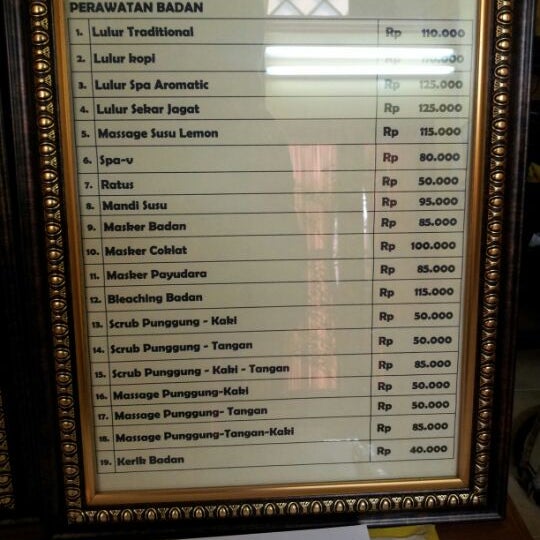 PERAWATAN BADAN
1. Lulur Traditional Rp 110.000
2. Lulur kopi Rp 110.000
3. Lulur Spa Aromatic Rp 125.000
4. Lulur Sekar Jagat Rp 125.000
5. Massage Susu Lemon Rp 115.000
6. Spa-v Rp 80.000
7. Ratus Rp 50.000
8. Mandi Susu Rp 95.000
9. Masker Badan Rp 85.000
10. Masker Coklat Rp 100.000
11. Masker Payudara Rp 85.000
12. Bleaching Badan Rp 115.000
13. Scrub Punggung - Kaki Rp 50.000
14. Scrub Punggung - Tangan Rp 50.000
15. Scrub Punggung - Kaki - Tangan Rp 85.000
16. Massage Punggung-Kaki Rp 50.000
17. Massage Punggung- Tangan Rp 50.000
18. Massage Punggung-Tangan-Kaki Rp 85.000
19. Kerik Badan Rp 40.000